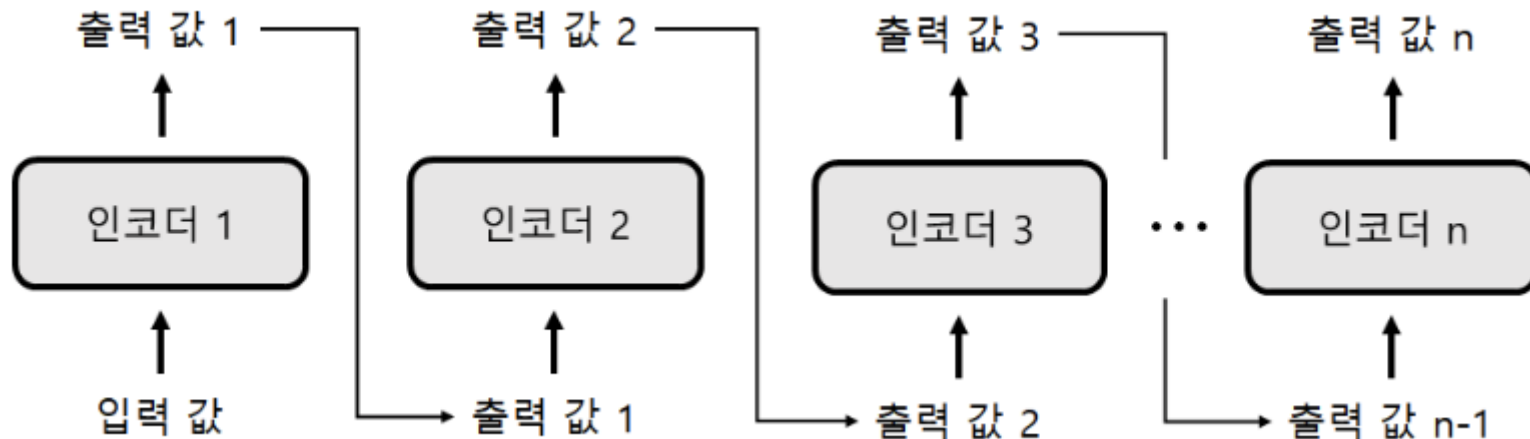 출력 값 1
출력 값 2
출력 값 3
출력 값 n
인코더 1
인코더 2
인코더 3
...
인코더 n
입력 값
출력 값 1
출력 값 2
출력 값 n-1